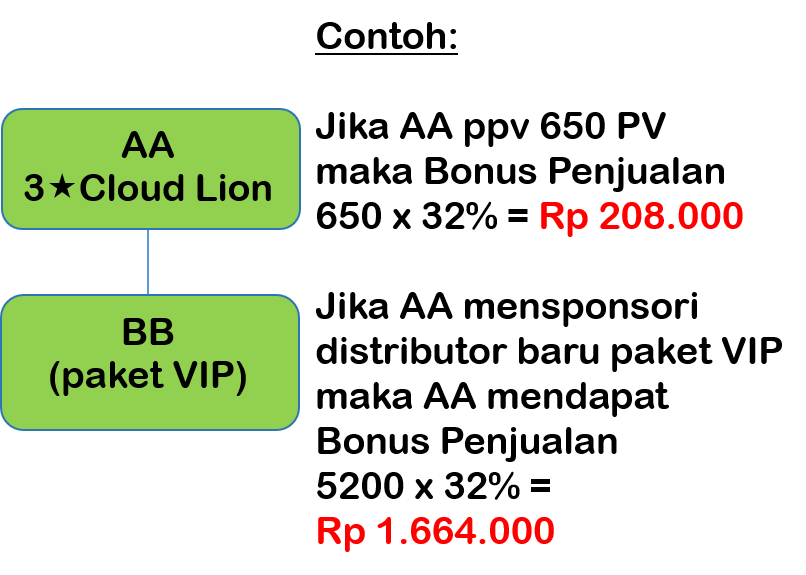 Contoh:
AA
3★Cloud Lion
Jika AA ppv 650 PV
maka Bonus Penjualan
650 x 32% = Rp 208.000
BB
(paket VIP)
Jika AA mensponsori
distributor baru paket VIP
maka AA mendapat
Bonus Penjualan
5200 x 32% =
Rp 1.664.000